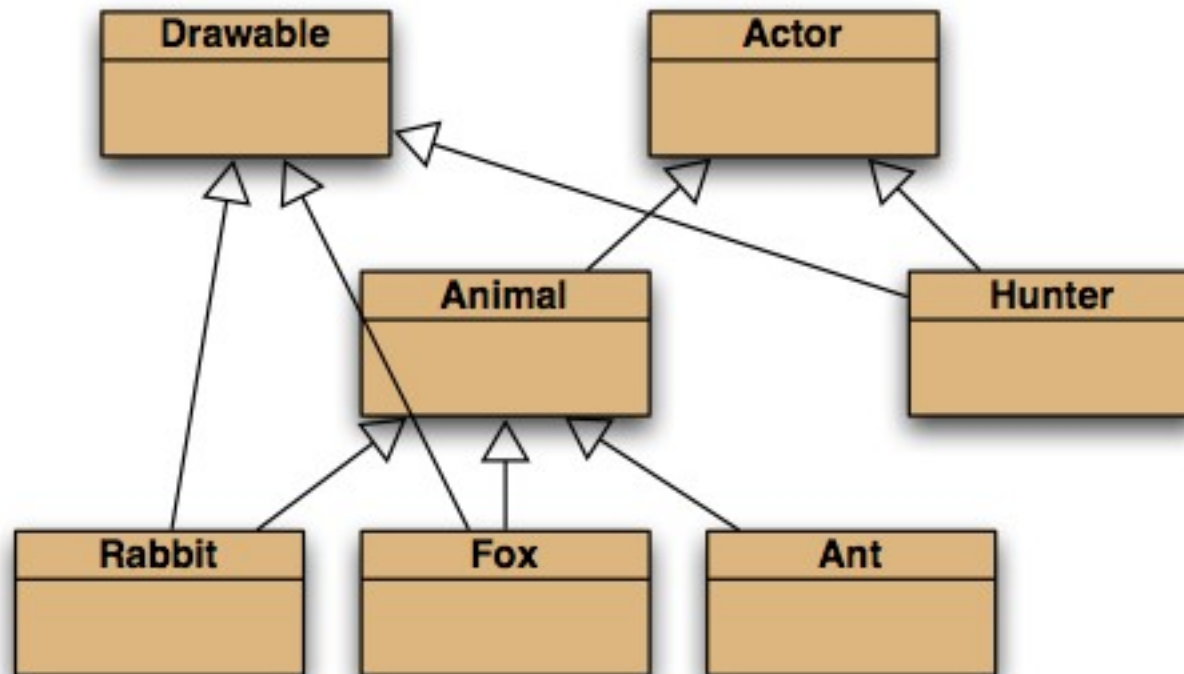 Drawable
Actor
Animal
Hunter
Rabbit
Fox
Ant